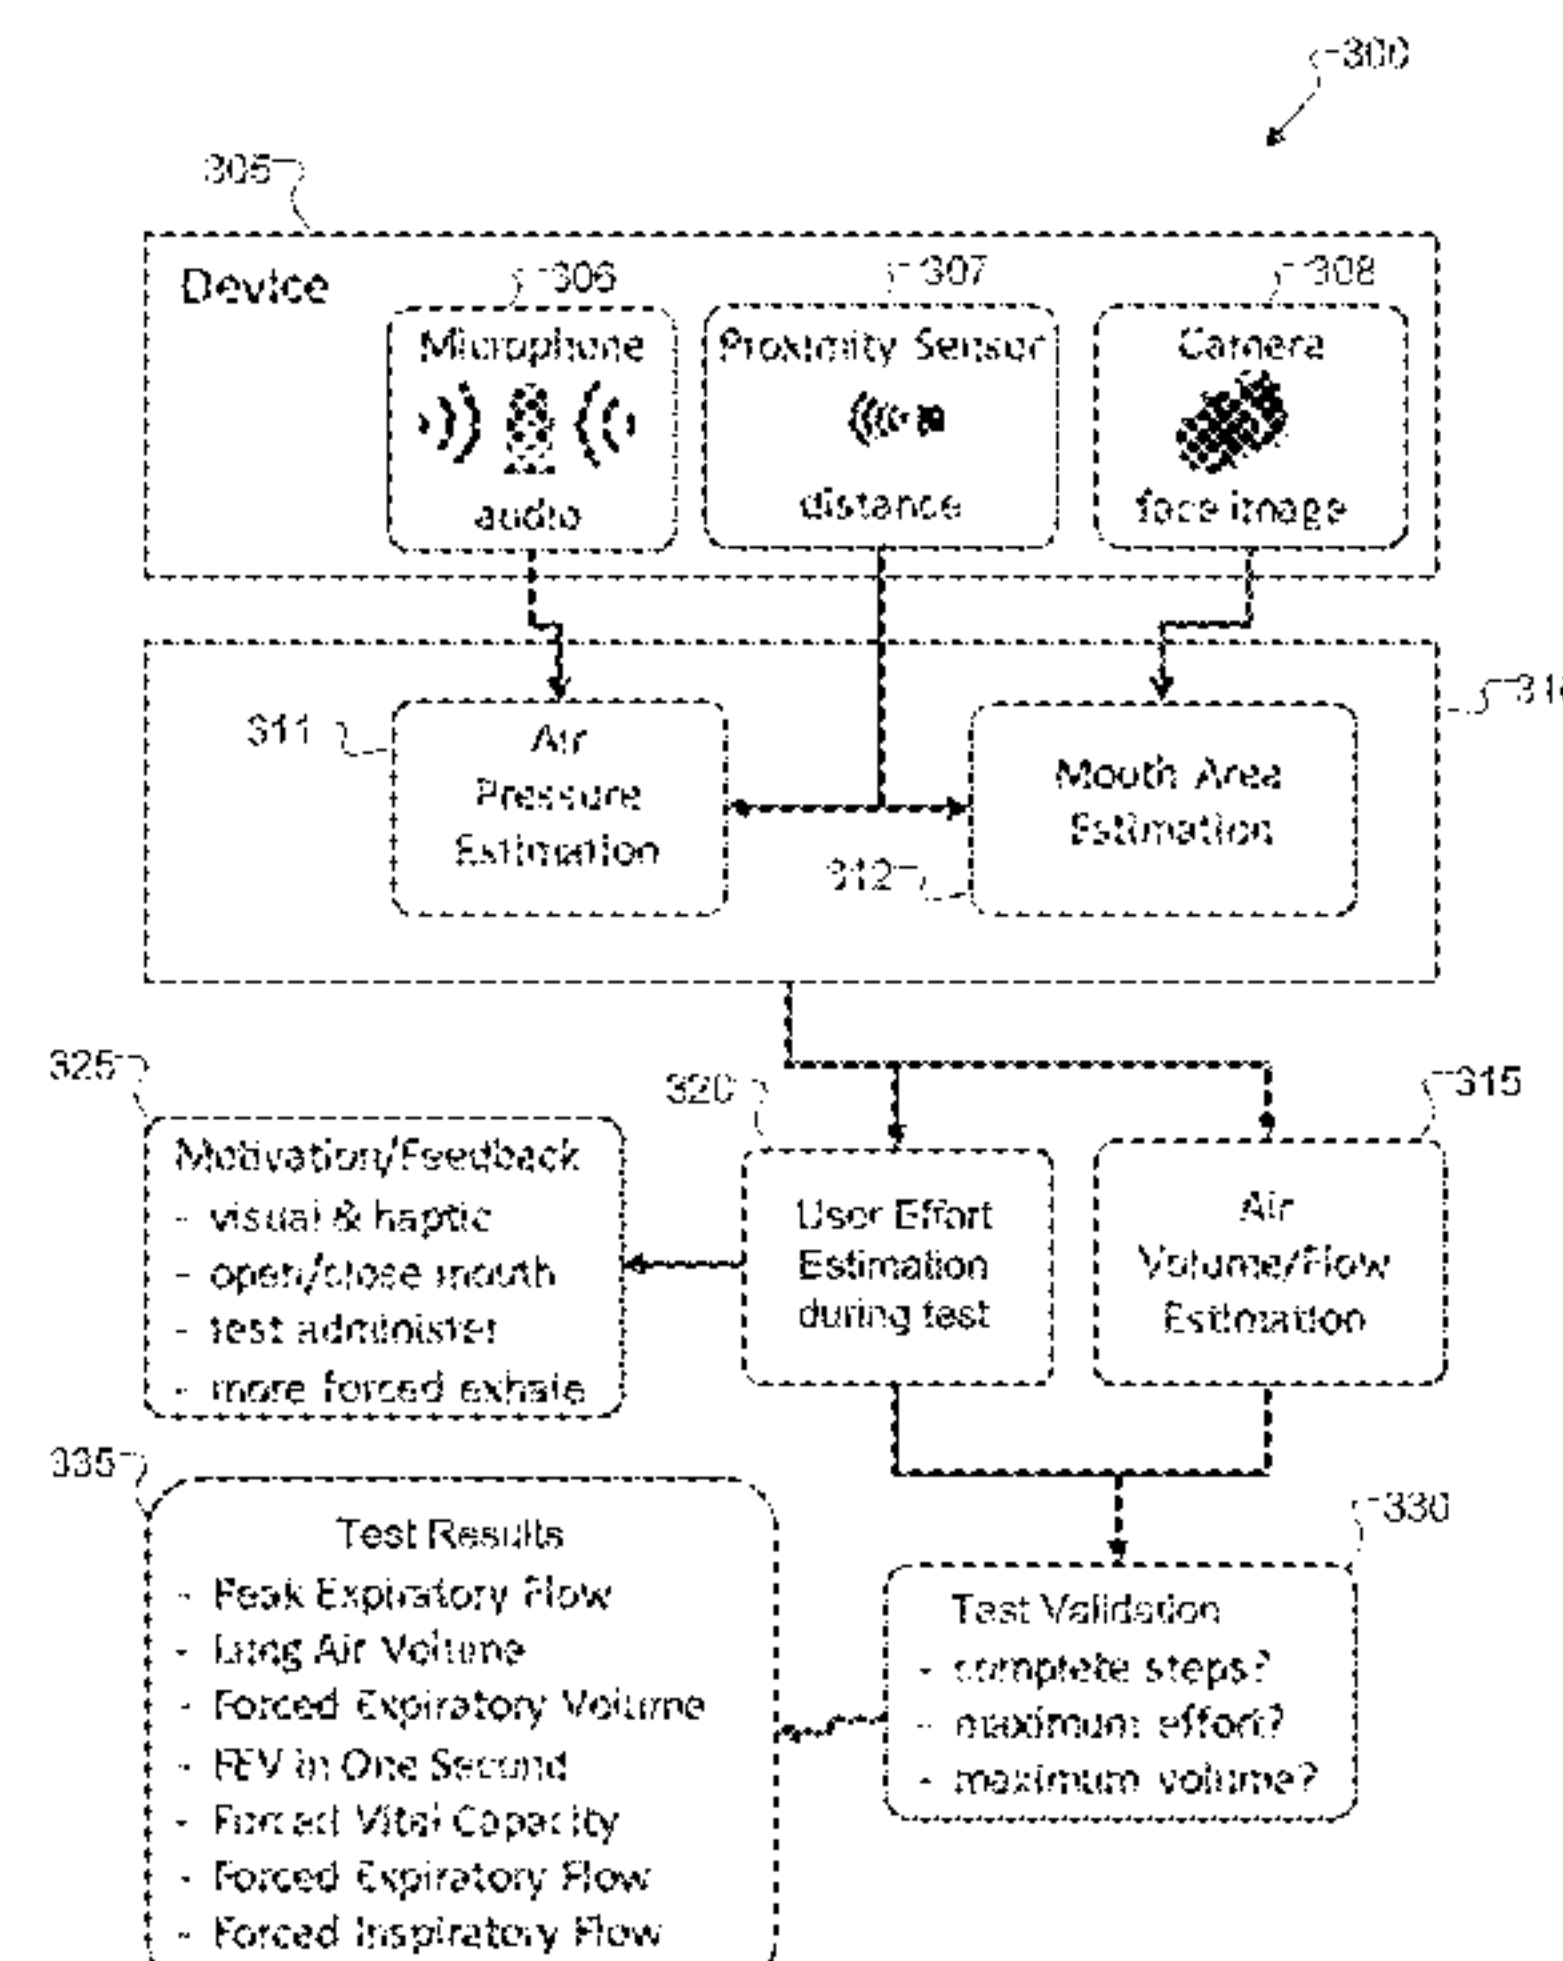 300
305
Device
306
307
308
Microphone
Proximity Sensor
Camera
audio
distance
face image
311
Air
Pressure
Estimation
Mouth Area
Estimation
312
325
320
315
Motivation/Feedback
- visual & haptic
- open/close mouth
- test administer
- more forced exhale
User Effort
Estimation
during test
Air
Volume/Flow
Estimation
335
330
Test Results
- Peak Expiratory Flow
- Lung Air Volume
- Forced Expiratory Volume
- FEV in One Second
- Forced Vital Capacity
- Forced Expiratory Flow
- Forced Inspiratory Flow
Test Validation
- complete steps?
- maximum effort?
- maximum volume?